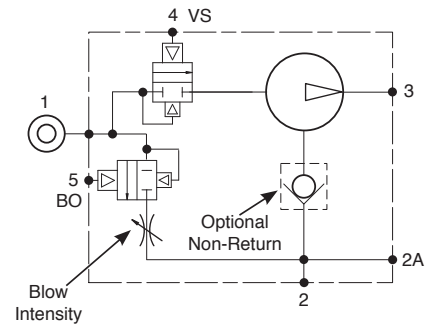 4 VS
1
3
5
BO
Optional
Non-Return
2A
2
Blow
Intensity